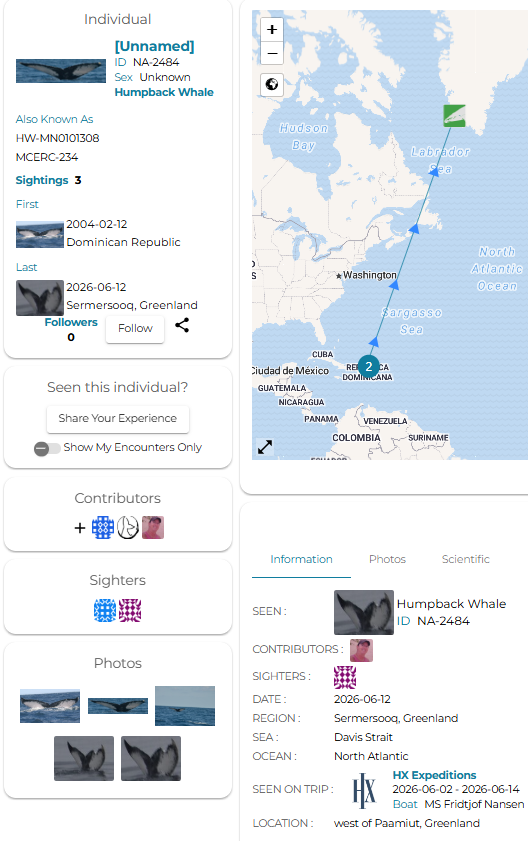 Individual
[Unnamed]
ID NA-2484
Sex Unknown
Humpback Whale
Also Known As
HW-MN0101308
MCERC-234
Sightings 3
First
2004-02-12
Dominican Republic
Last
2026-06-12
Sermersooq, Greenland
Followers
0
Follow
Seen this individual?
Share Your Experience
Show My Encounters Only
Contributors
+
Sighters
Photos
+
−
Hudson
Bay
Labrador
Sea
North
Atlantic
Ocean
Washington
Sargasso
Sea
CUBA
2
DOMINICANA
Ciudad de México
GUATEMALA
NICARAGUA
PANAMA
VENEZUELA
COLOMBIA
SURINAME
Information
Photos
Scientific
SEEN :
Humpback Whale
ID NA-2484
CONTRIBUTORS :
SIGHTERS :
DATE : 2026-06-12
REGION : Sermersooq, Greenland
SEA : Davis Strait
OCEAN : North Atlantic
SEEN ON TRIP :
HX
HX Expeditions
2026-06-02 - 2026-06-14
Boat MS Fridtjof Nansen
LOCATION : west of Paamiut, Greenland